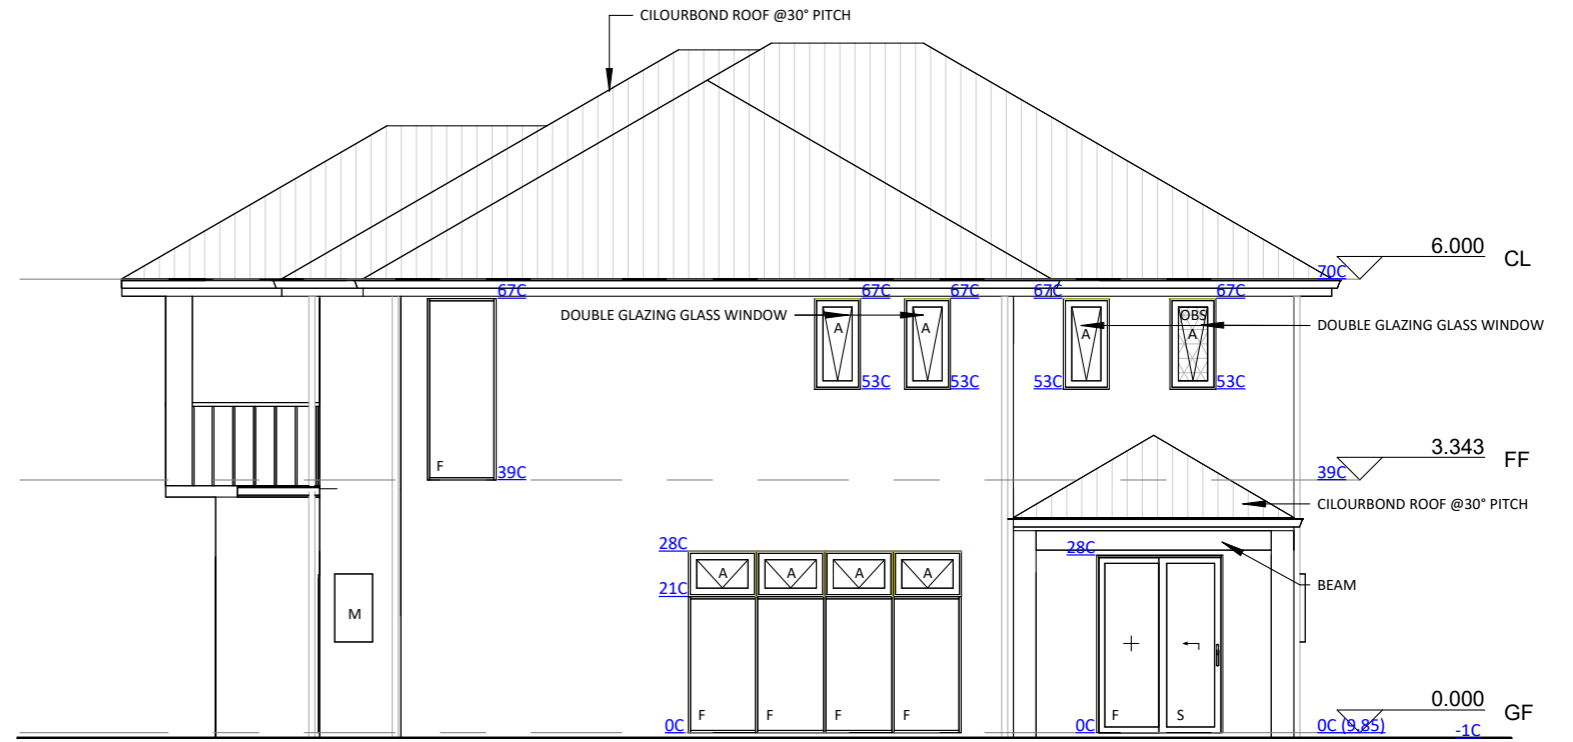 CILOURBOND ROOF @30° PITCH
6.000 CL
70C
67C 67C 67C 67C 67C
DOUBLE GLAZING GLASS WINDOW A A A OBS A DOUBLE GLAZING GLASS WINDOW
53C 53C 53C 53C
3.343 FF
F 39C 39C
CILOURBOND ROOF @30° PITCH
28C 28C
A A A A
21C BEAM
M
F F F F F S
0.000 GF
0C 0C 0C (9.85) -1C